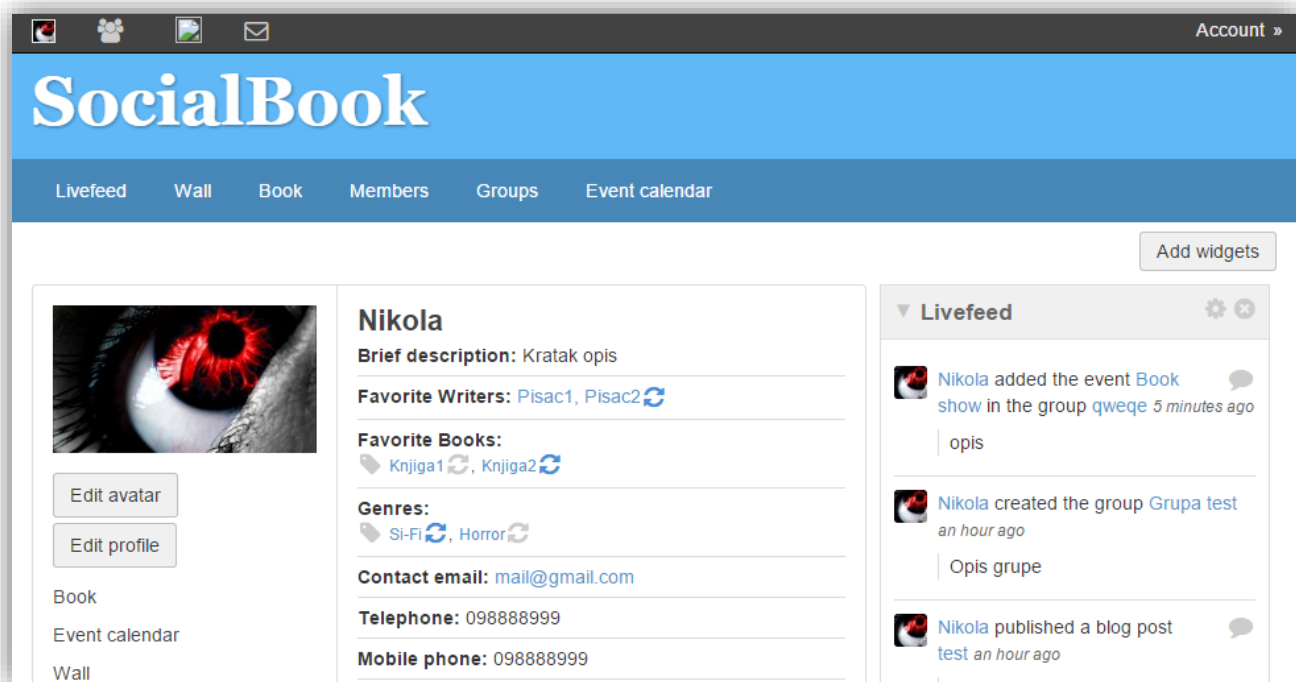 Account »
SocialBook
Livefeed Wall Book Members Groups Event calendar
Add widgets
Edit avatar
Edit profile
Book
Event calendar
Wall
Nikola
Brief description: Kratak opis
Favorite Writers: Pisac1, Pisac2
Favorite Books:
Knjiga1, Knjiga2
Genres:
Si-Fi, Horror
Contact email: mail@gmail.com
Telephone: 098888999
Mobile phone: 098888999
Livefeed
Nikola added the event Book
show in the group qweqe 5 minutes ago
opis
Nikola created the group Grupa test
an hour ago
Opis grupe
Nikola published a blog post
test an hour ago